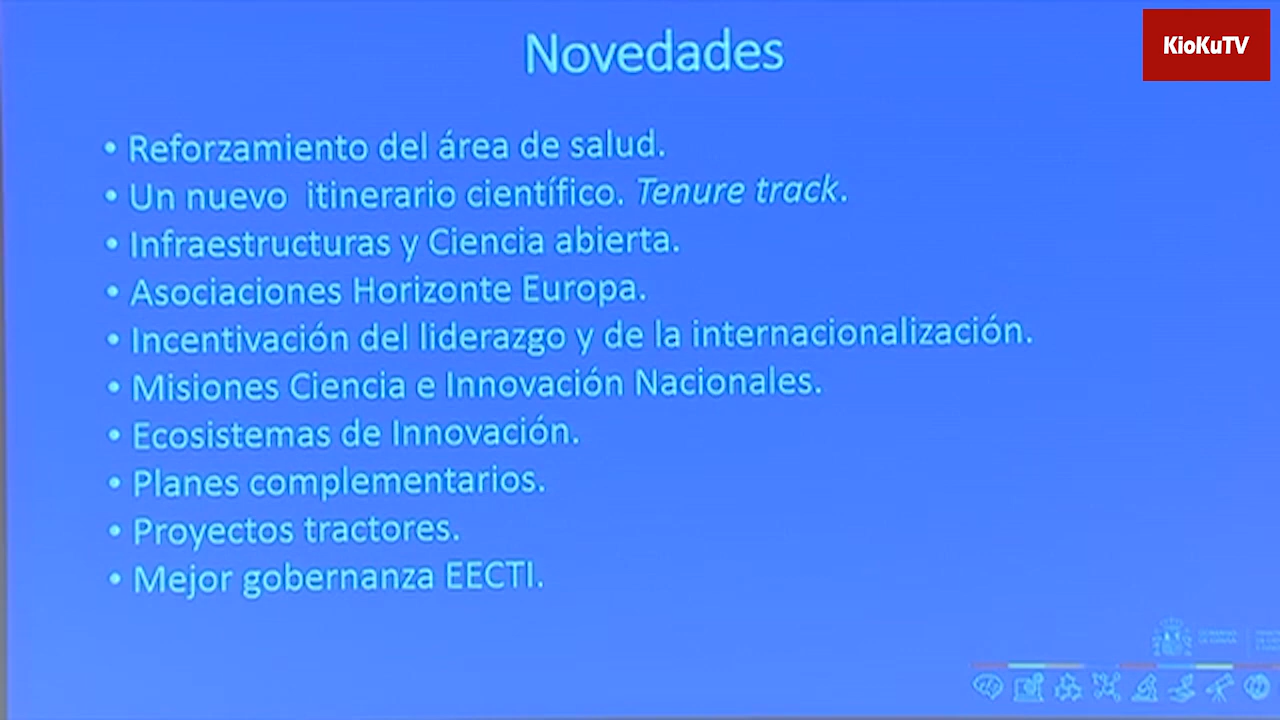 Novedades
KioKuTV
• Reforzamiento del área de salud.
• Un nuevo itinerario científico. Tenure track.
• Infraestructuras y Ciencia abierta.
• Asociaciones Horizonte Europa.
• Incentivación del liderazgo y de la internacionalización.
• Misiones Ciencia e Innovación Nacionales.
• Ecosistemas de Innovación.
• Planes complementarios.
• Proyectos tractores.
• Mejor gobernanza EECTI.